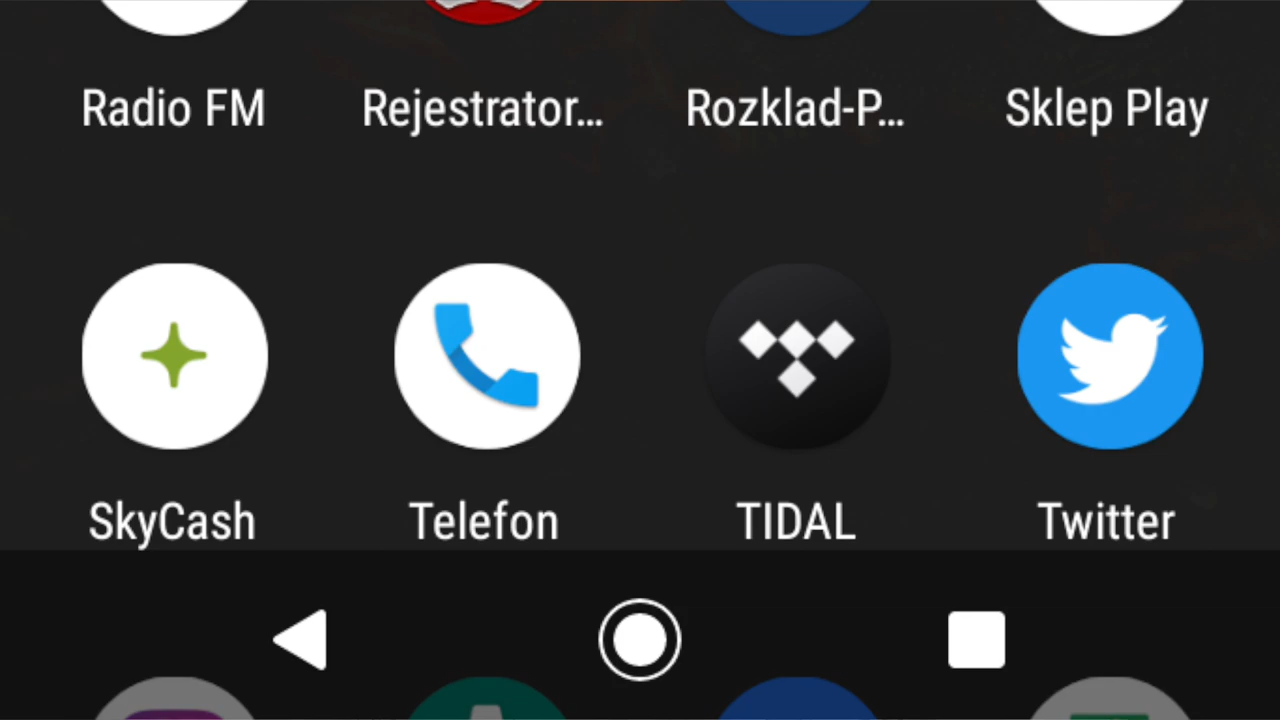 Radio FM Rejestrator... Rozklad-P... Sklep Play
SkyCash Telefon TIDAL Twitter